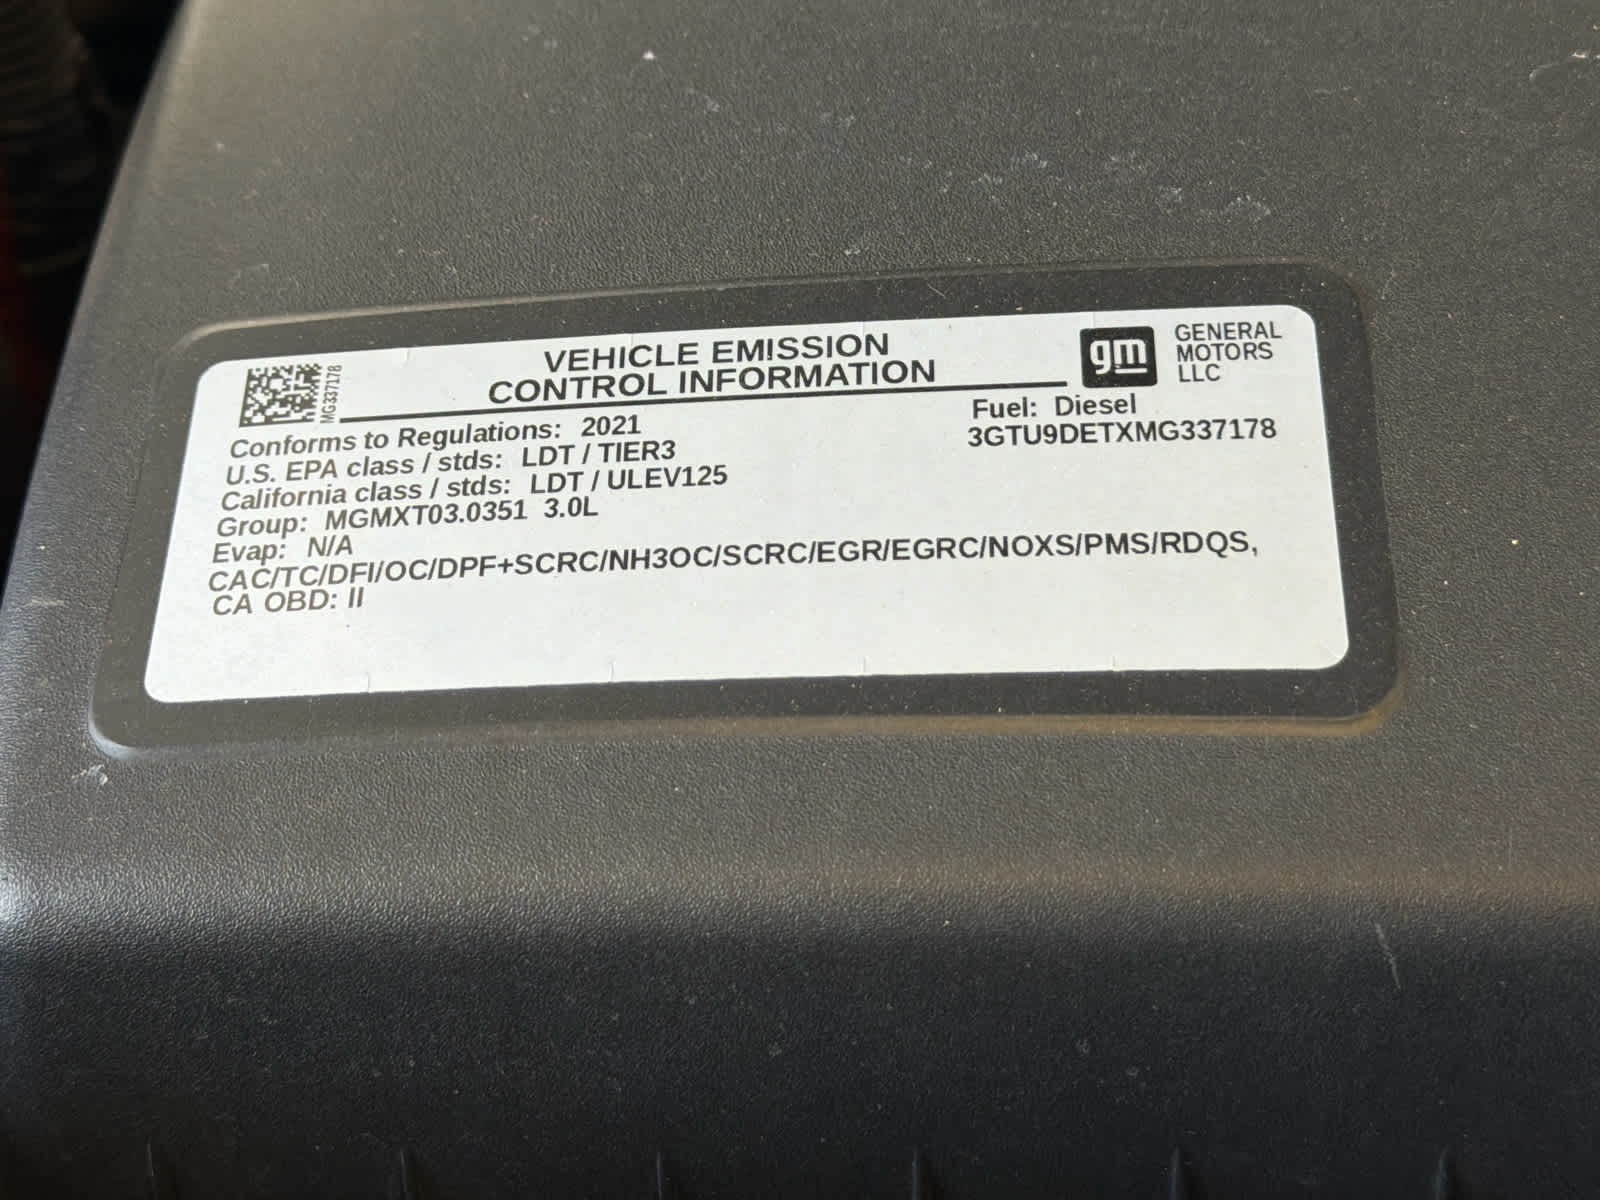 VEHICLE EMISSION
CONTROL INFORMATION
gm
GENERAL
MOTORS
LLC
MG337178
Conforms to Regulations: 2021
U.S. EPA class / stds: LDT / TIER3
California class / stds: LDT / ULEV125
Group: MGMXT03.0351 3.0L
Evap: N/A
Fuel: Diesel
3GTU9DETXMG337178
CAC/TC/DFI/OC/DPF+SCRC/NH3OC/SCRC/EGR/EGRC/NOXS/PMS/RDQS,
CA OBD: II